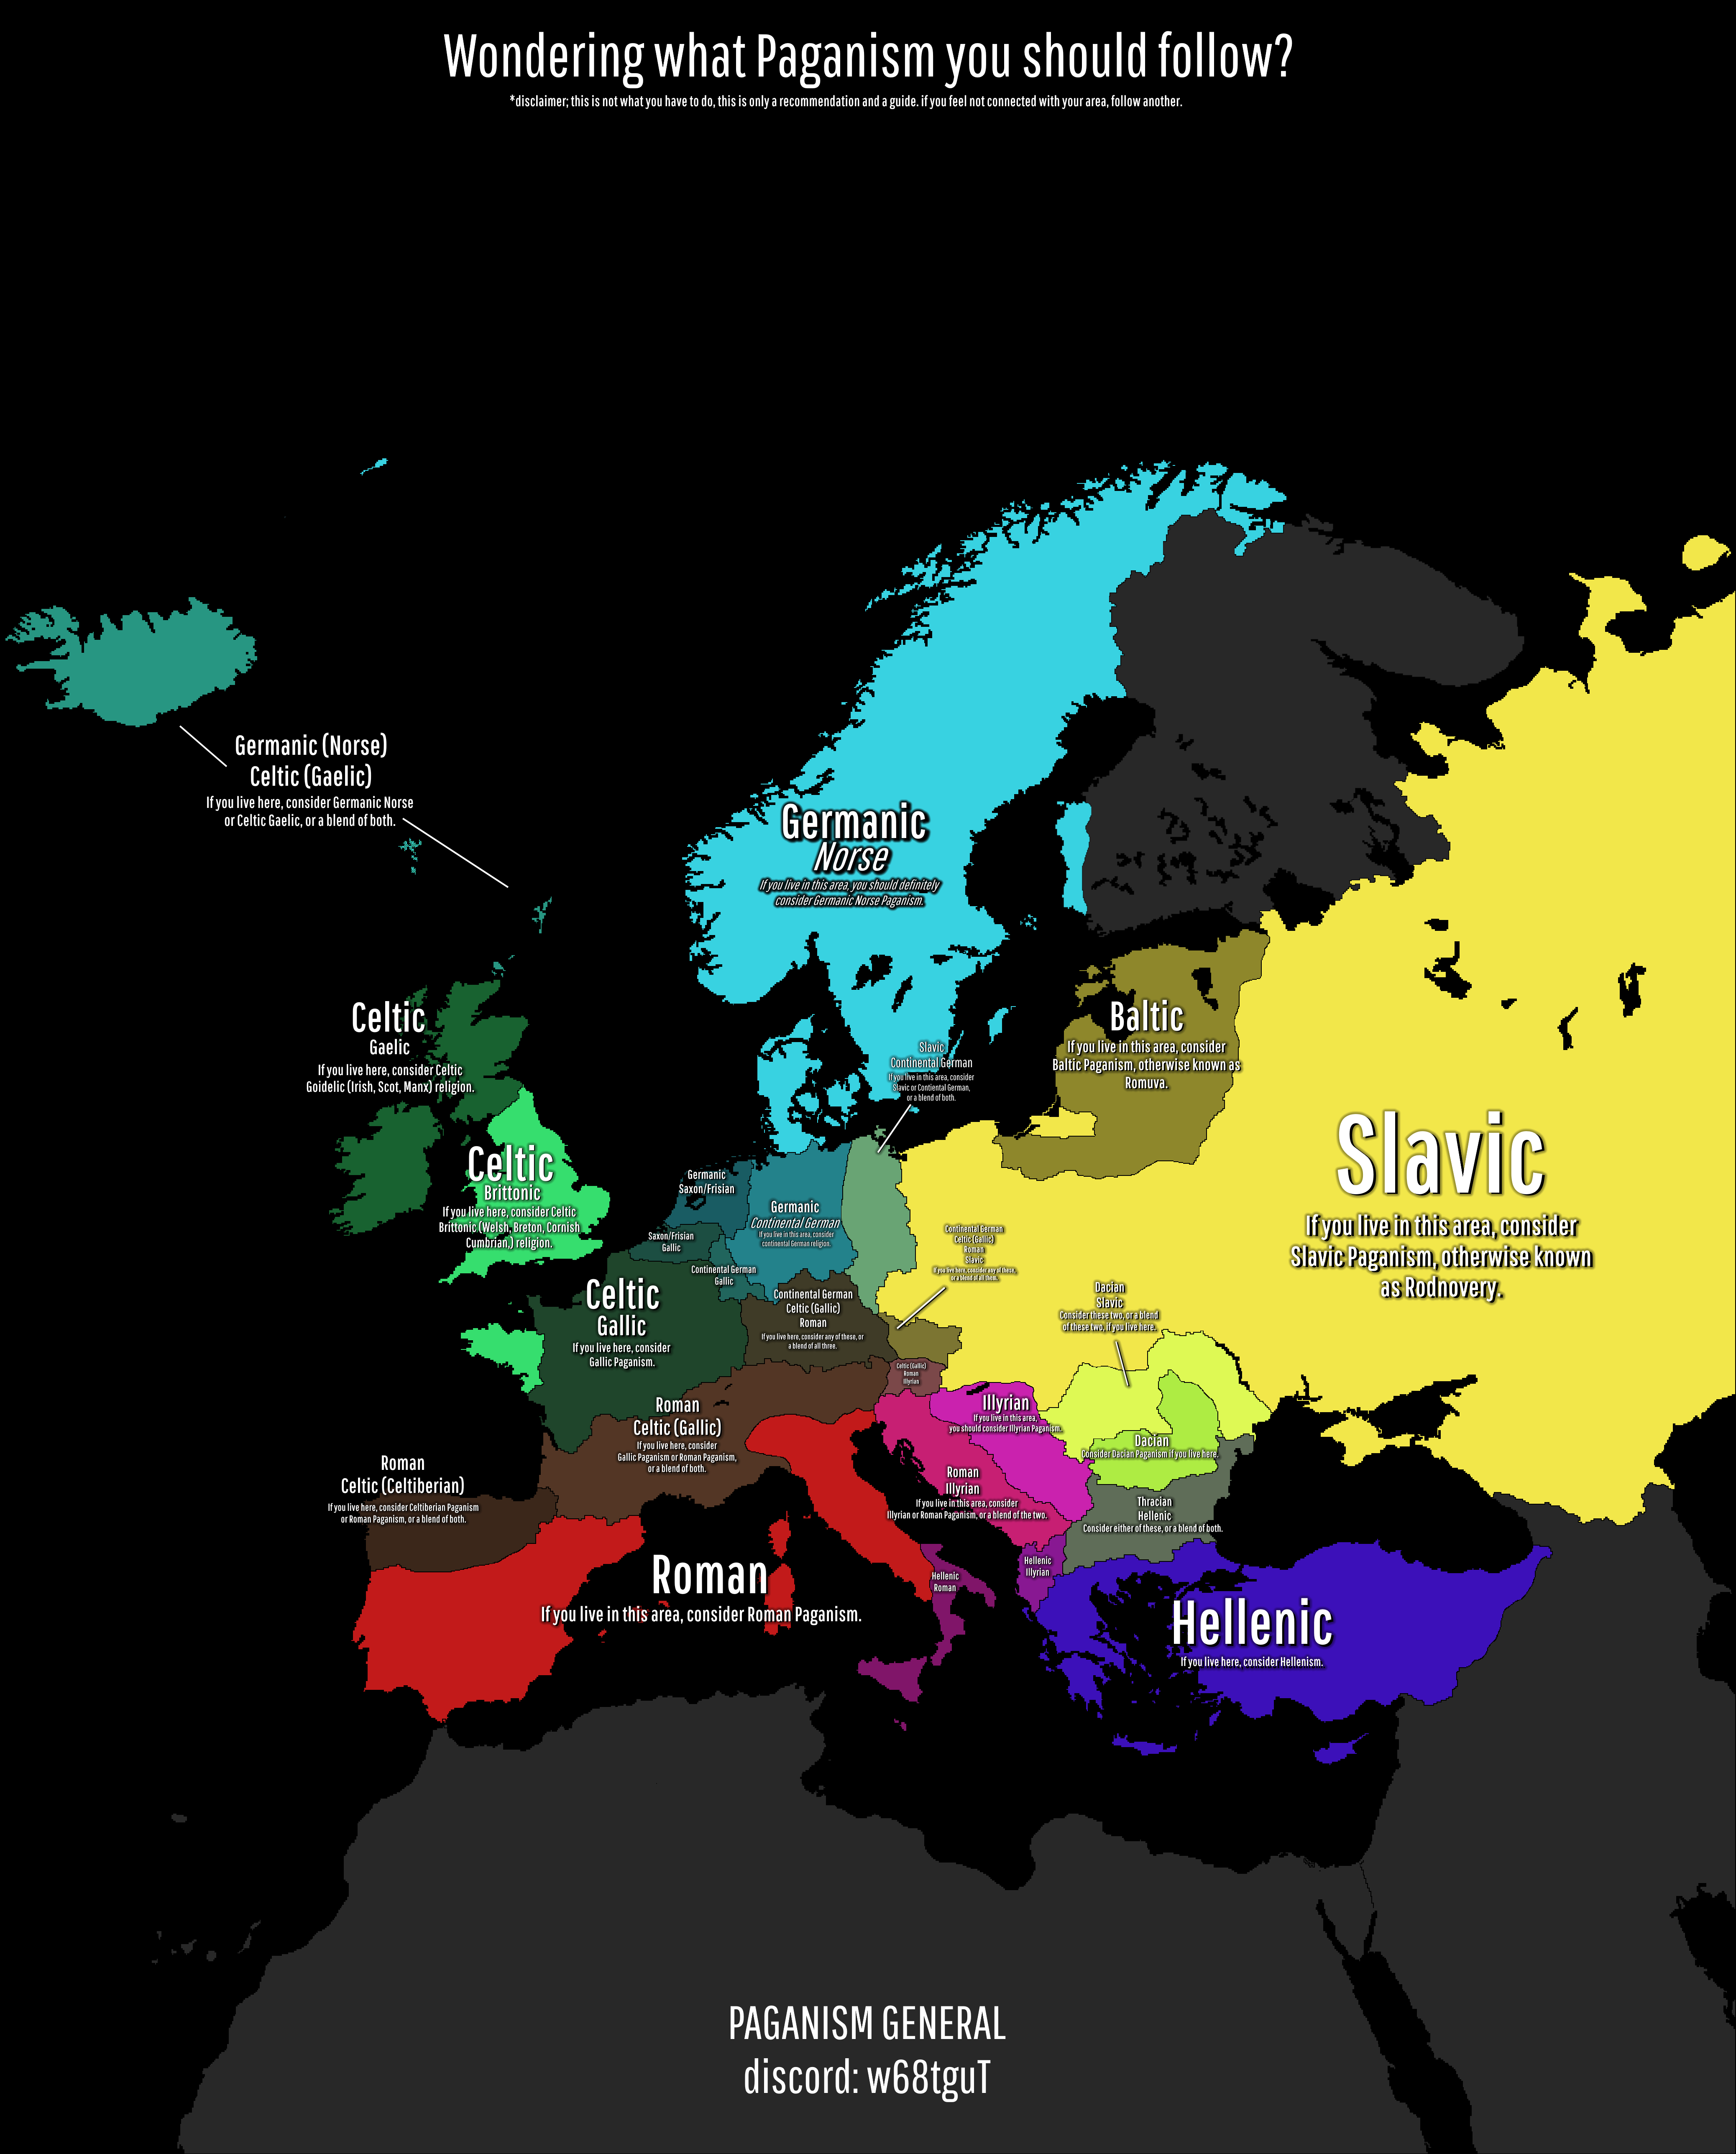 Wondering what Paganism you should follow?
*disclaimer; this is not what you have to do, this is only a recommendation and a guide. if you feel not connected with your area, follow another.
Germanic (Norse)
Celtic (Gaelic)
If you live here, consider Germanic Norse
or Celtic Gaelic, or a blend of both.
Germanic
Norse
If you live in this area, you should definitely
consider Germanic Norse Paganism.
Celtic
Gaelic
If you live here, consider Celtic
Goidelic (Irish, Scot, Manx) religion.
Baltic
If you live in this area, consider
Baltic Paganism, otherwise known as
Romuva.
Slavic
Continental German
If you live in this area, consider
Slavic or Contiental German,
or a blend of both.
Slavic
If you live in this area, consider
Slavic Paganism, otherwise known
as Rodnovery.
Celtic
Brittonic
If you live here, consider Celtic
Brittonic (Welsh, Breton, Cornish
Cumbrian,) religion.
Germanic
Saxon/Frisian
Germanic
Continental German
If you live in this area, consider
continental German religion.
Saxon/Frisian
Gallic
Continental German
Gallic
Continental German
Celtic (Gallic)
Roman
Slavic
If you live here, consider any of these,
or a blend of all them.
Celtic
Gallic
If you live here, consider
Gallic Paganism.
Continental German
Celtic (Gallic)
Roman
If you live here, consider any of these, or
a blend of all three.
Dacian
Slavic
Consider these two, or a blend
of these two, if you live here.
Celtic (Gallic)
Roman
Illyrian
Roman
Celtic (Gallic)
If you live here, consider
Gallic Paganism or Roman Paganism,
or a blend of both.
Illyrian
If you live in this area,
you should consider Illyrian Paganism.
Dacian
Consider Dacian Paganism if you live here.
Roman
Celtic (Celtiberian)
If you live here, consider Celtiberian Paganism
or Roman Paganism, or a blend of both.
Roman
Illyrian
If you live in this area, consider
Illyrian or Roman Paganism, or a blend of the two.
Thracian
Hellenic
Consider either of these, or a blend of both.
Roman
If you live in this area, consider Roman Paganism.
Hellenic
Roman
Hellenic
Illyrian
Hellenic
If you live here, consider Hellenism.
PAGANISM GENERAL
discord: w68tguT